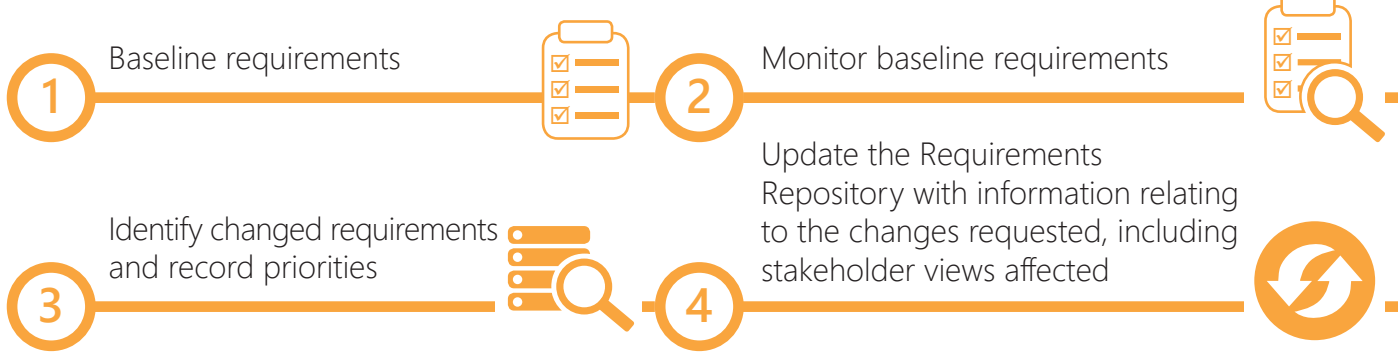 1
Baseline requirements
2
Monitor baseline requirements
3
Identify changed requirements
and record priorities
4
Update the Requirements
Repository with information relating
to the changes requested, including
stakeholder views affected